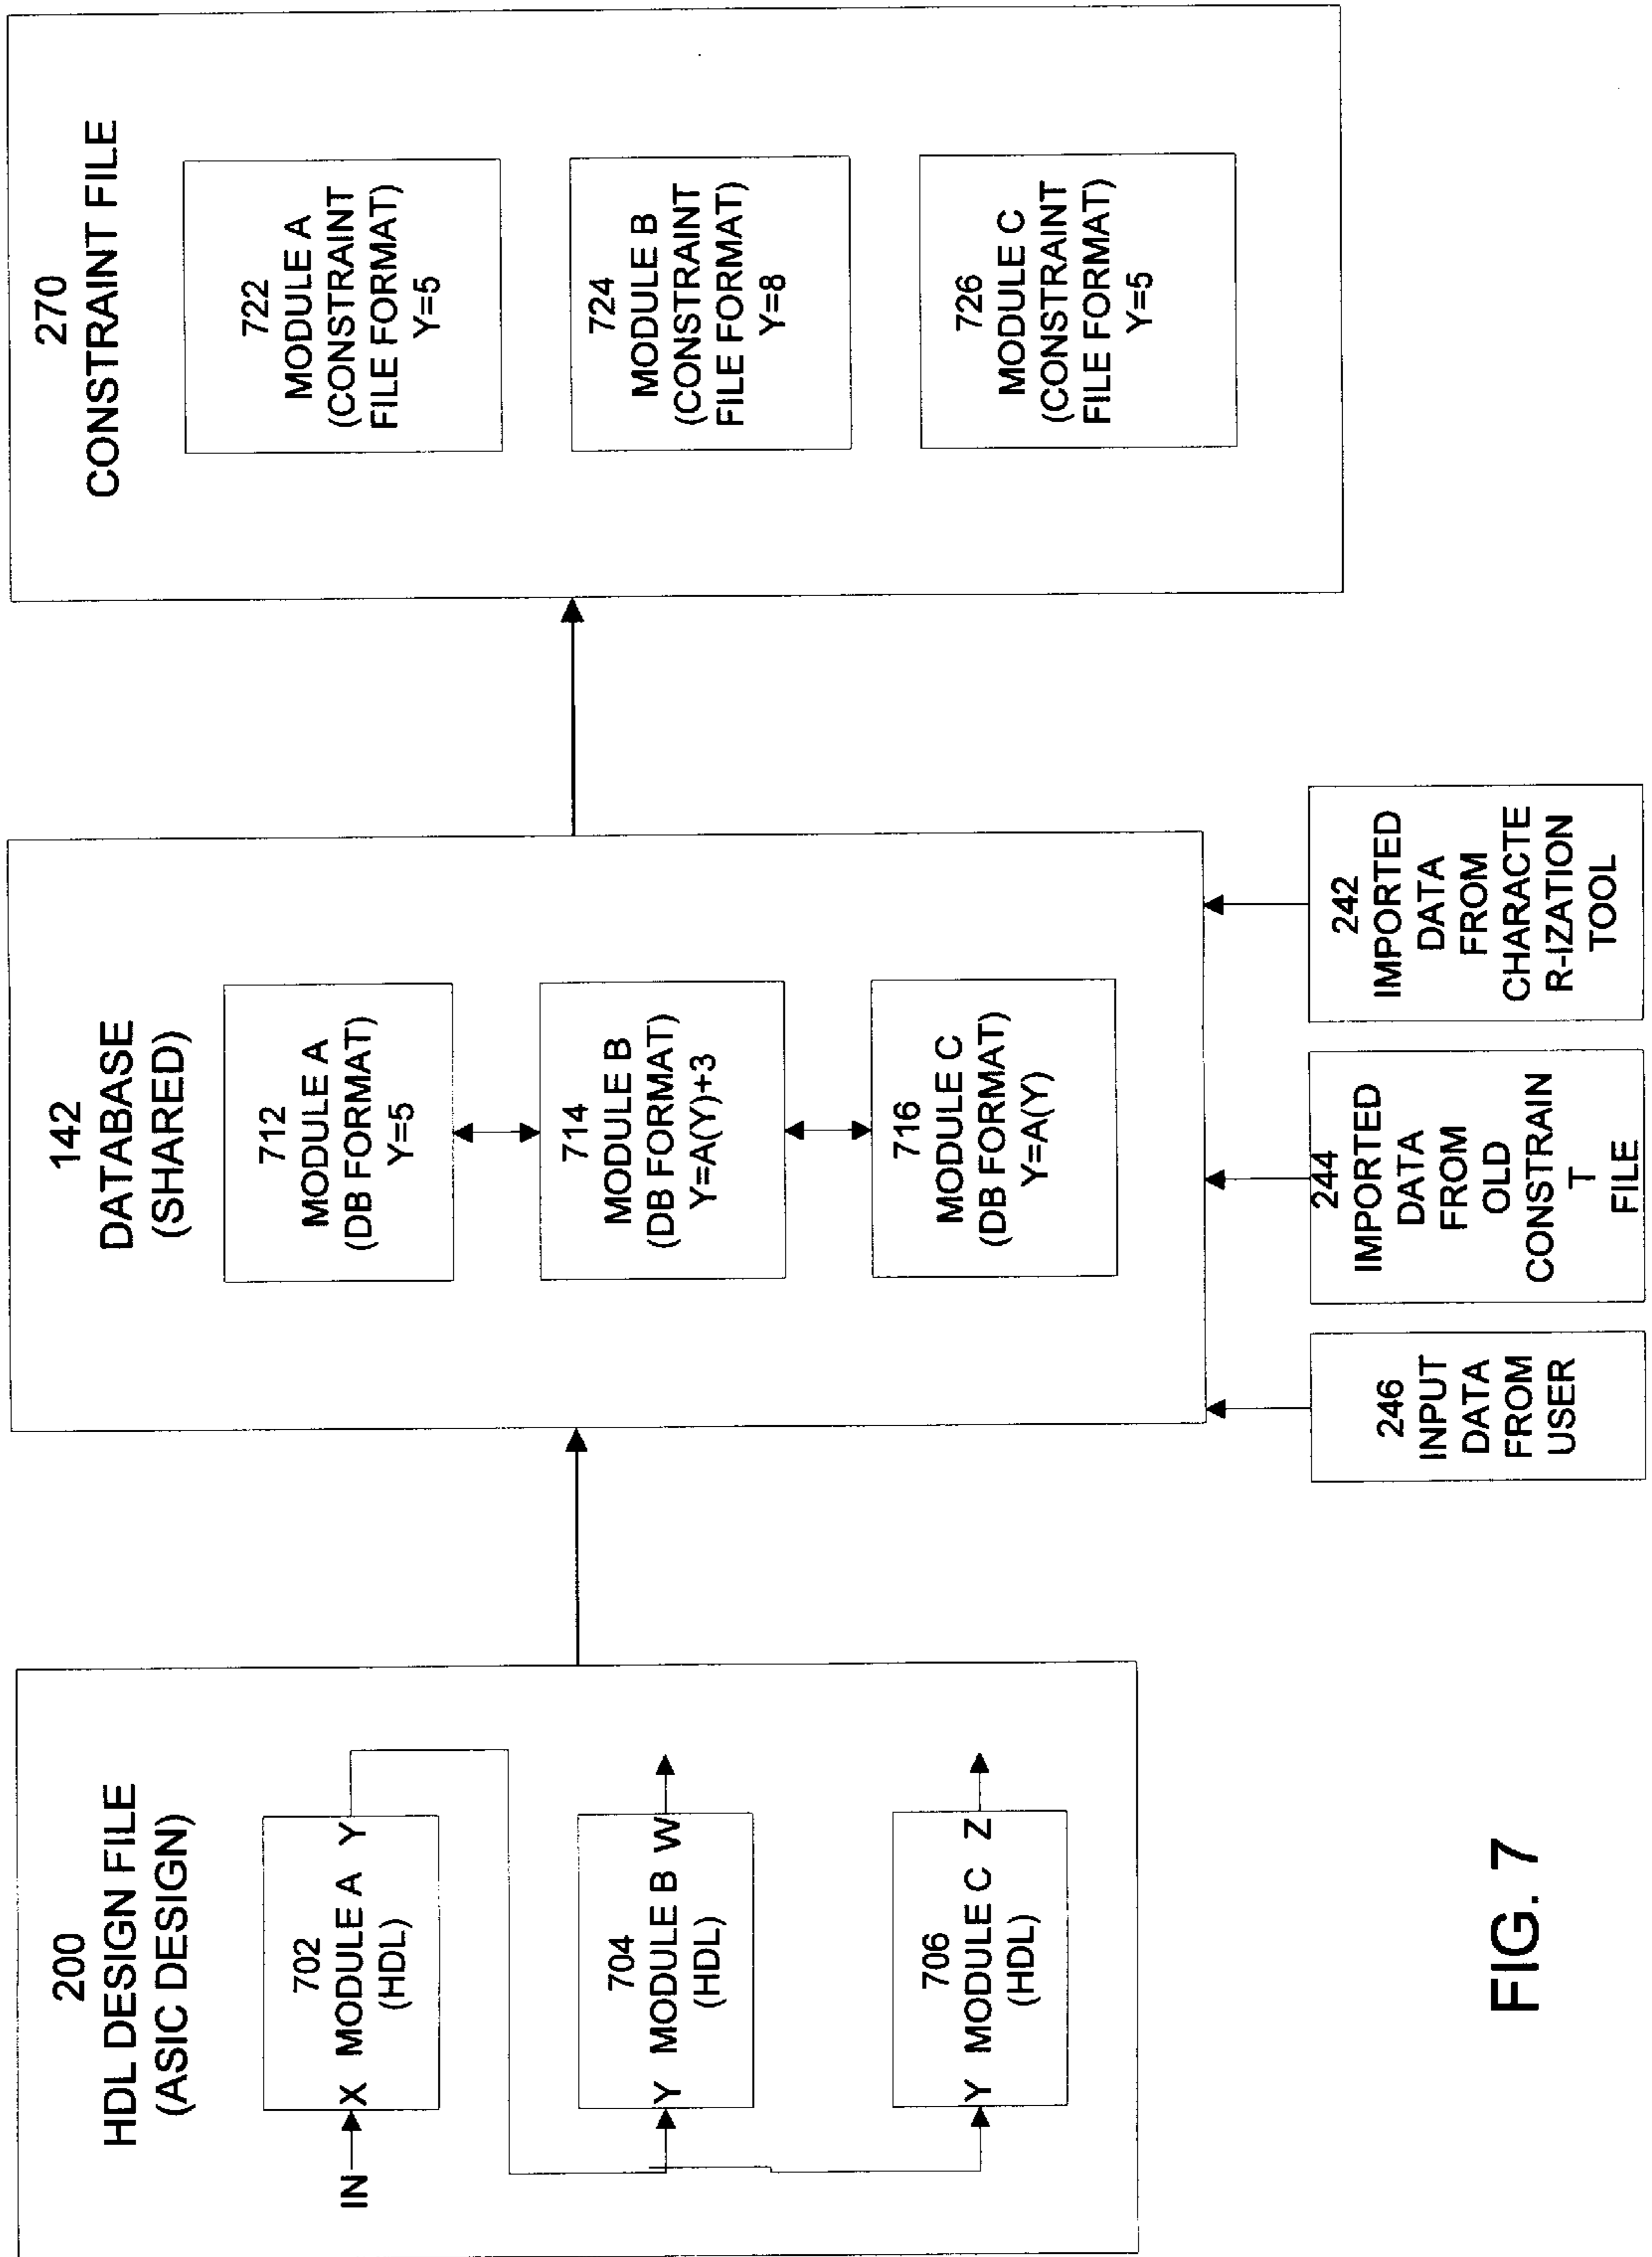 200
HDL DESIGN FILE
(ASIC DESIGN)
702
IN X MODULE A Y
(HDL)
704
Y MODULE B W
(HDL)
706
Y MODULE C Z
(HDL)
142
DATABASE
(SHARED)
712
MODULE A
(DB FORMAT)
Y=5
714
MODULE B
(DB FORMAT)
Y=A(Y)+3
716
MODULE C
(DB FORMAT)
Y=A(Y)
246
INPUT
DATA
FROM
USER
244
IMPORTED
DATA
FROM
OLD
CONSTRAIN
T
FILE
242
IMPORTED
DATA
FROM
CHARACTE
R-IZATION
TOOL
270
CONSTRAINT FILE
722
MODULE A
(CONSTRAINT
FILE FORMAT)
Y=5
724
MODULE B
(CONSTRAINT
FILE FORMAT)
Y=8
726
MODULE C
(CONSTRAINT
FILE FORMAT)
Y=5
FIG. 7